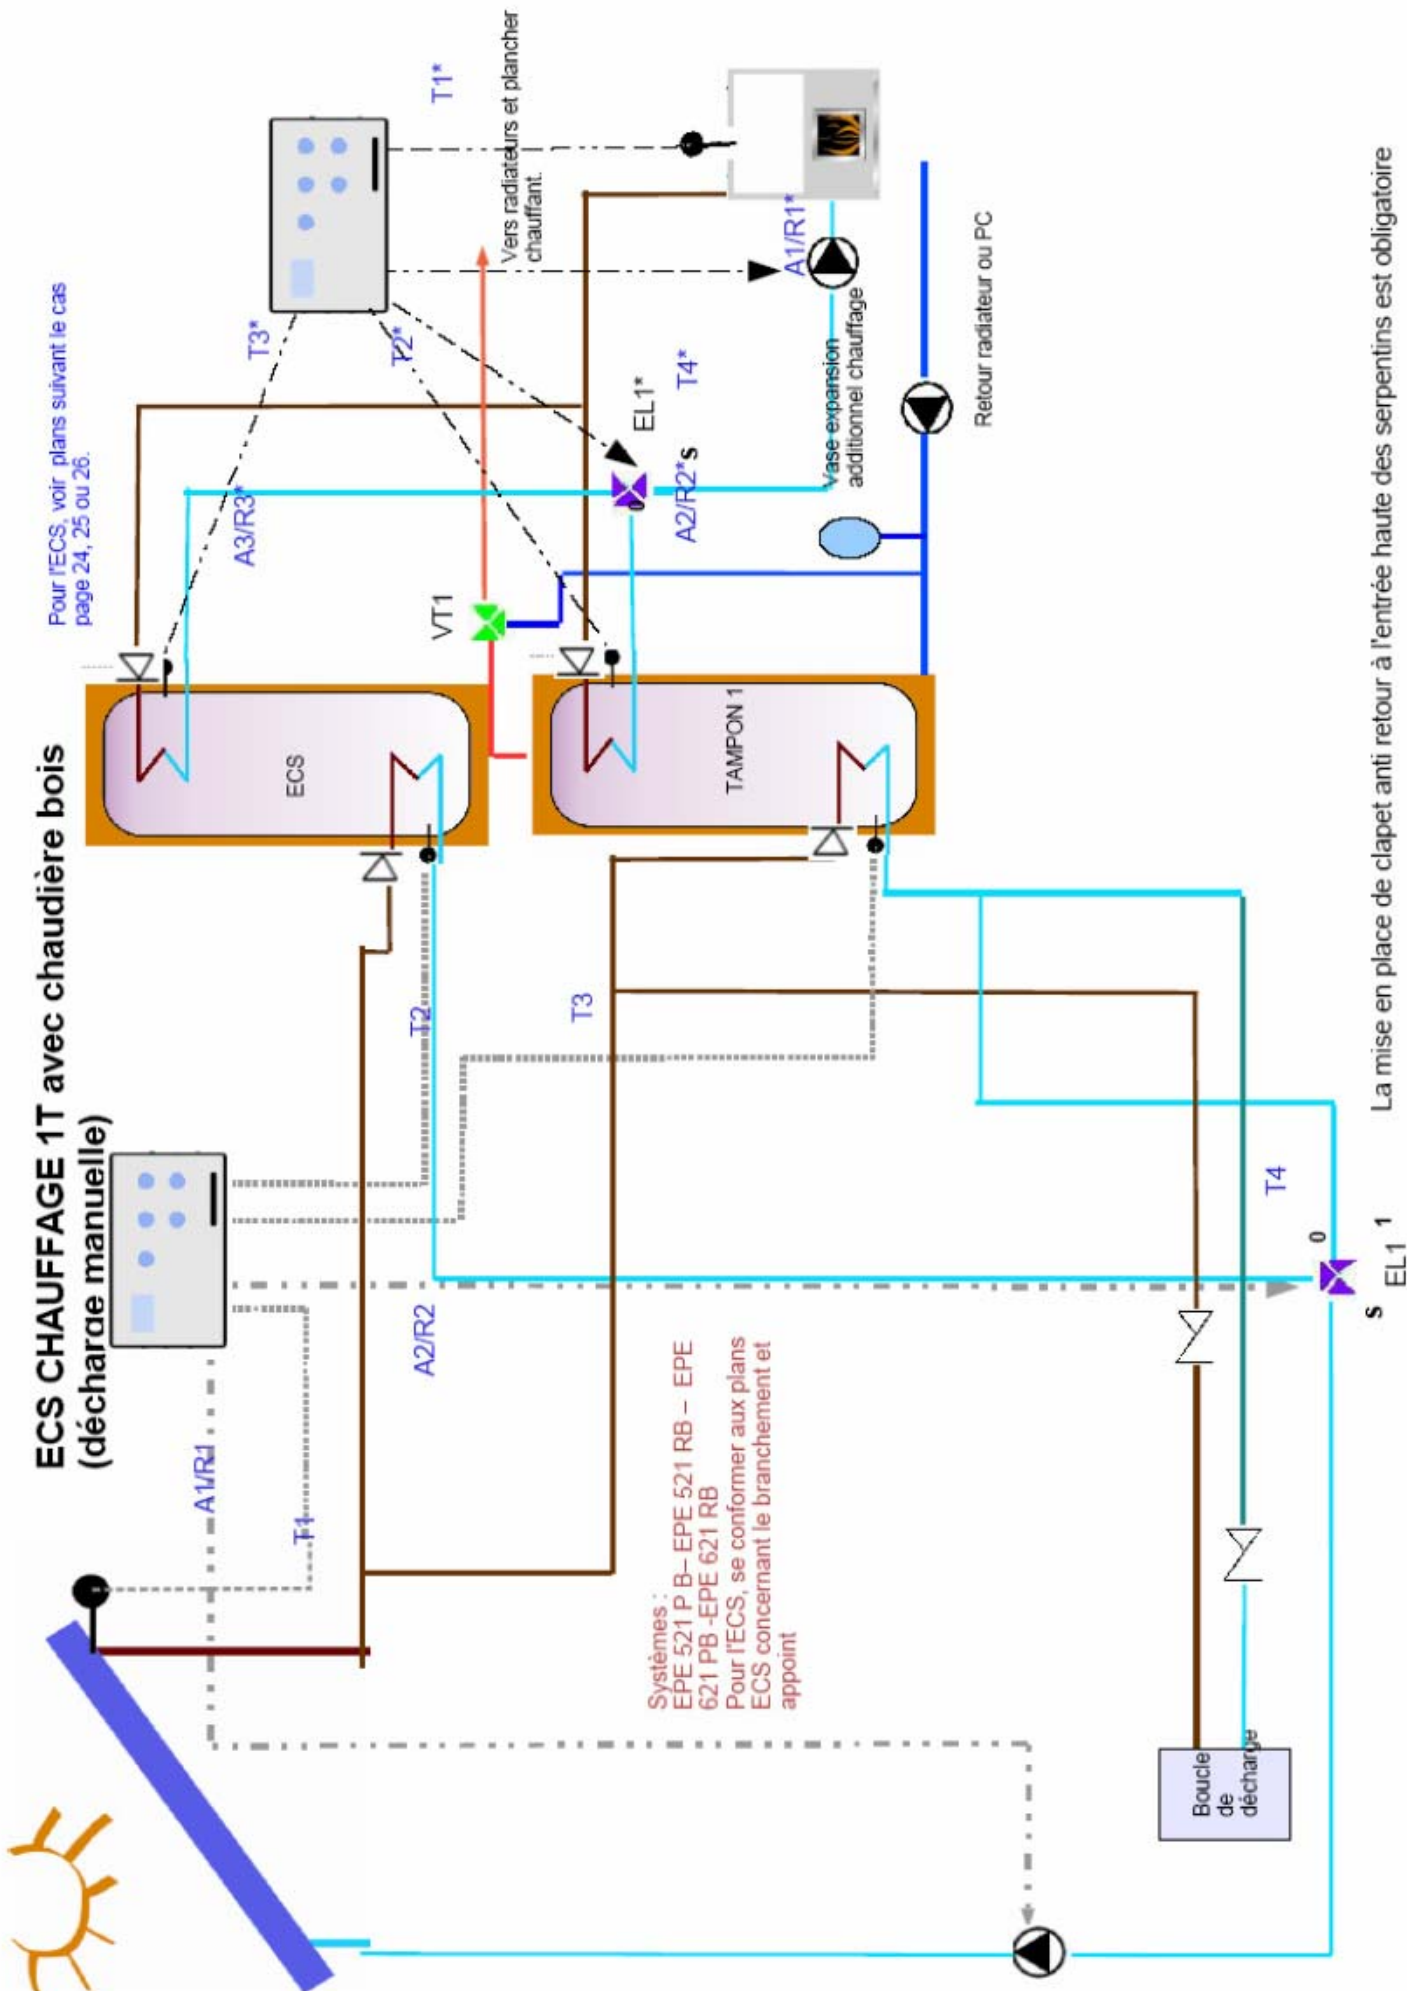 ECS CHAUFFAGE 1T avec chaudière bois
(décharge manuelle)
Pour l'ECS, voir plans suivant le cas
page 24, 25 ou 26.
T1*
T3*
T2*
Vers radiateurs et plancher
chauffant.
A1/R1
T1
A3/R3*
ECS
VT1
EL1*
T4*
A2/R2*
s
0
A1/R1*
Vase expansion
additionnel chauffage
T2
A2/R2
T3
TAMPON 1
Retour radiateur ou PC
Systèmes :
EPE 521 P B– EPE 521 RB – EPE
621 PB -EPE 621 RB
Pour l'ECS, se conformer aux plans
ECS concernant le branchement et
appoint
Boucle
de
décharge
T4
0
s
EL1
1
La mise en place de clapet anti retour à l'entrée haute des serpentins est obligatoire